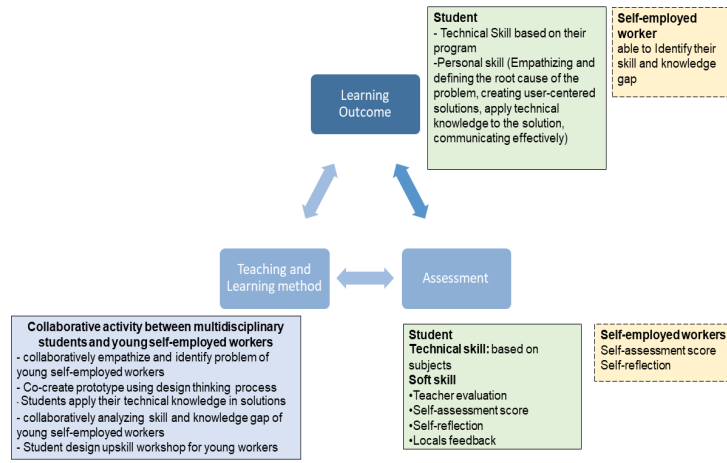 Student
- Technical Skill based on their
program
-Personal skill (Empathizing and
defining the root cause of the
problem, creating user-centered
solutions, apply technical
knowledge to the solution,
communicating effectively)
Self-employed
worker
able to Identify their
skill and knowledge
gap
Learning
Outcome
Teaching and
Learning method
Assessment
Collaborative activity between multidisciplinary
students and young self-employed workers
- collaboratively empathize and identify problem of
young self-employed workers
- Co-create prototype using design thinking process
- Students apply their technical knowledge in solutions
- collaboratively analyzing skill and knowledge gap of
young self-employed workers
- Student design upskill workshop for young workers
Student
Technical skill: based on
subjects
Soft skill
•Teacher evaluation
•Self-assessment score
•Self-reflection
•Locals feedback
Self-employed workers
Self-assessment score
Self-reflection